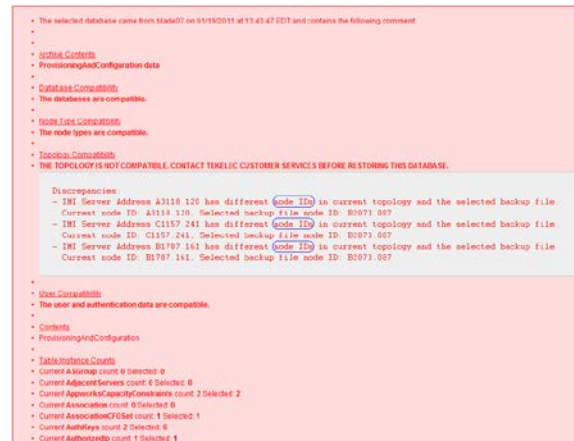 The selected database came from blade07 on 01/19/2011 at 13:43:47 EDT and contains the following comment:
Archive Contents
ProvisioningAndConfiguration data
Database Compatibility
The databases are compatible.
Node Type Compatibility
The node types are compatible.
Topology Compatibility
THE TOPOLOGY IS NOT COMPATIBLE. CONTACT TEKELEC CUSTOMER SERVICES BEFORE RESTORING THIS DATABASE.
Discrepancies:
- IMI Server Address A3118.120 has different node IDs in current topology and the selected backup file.
Current node ID: A3118.120, Selected backup file node ID: B2073.087
- IMI Server Address C1157.241 has different node IDs in current topology and the selected backup file.
Current node ID: C1157.241, Selected backup file node ID: B2073.087
- IMI Server Address B1787.161 has different node IDs in current topology and the selected backup file.
Current node ID: B1787.161, Selected backup file node ID: B2073.087
User Compatibility
The user and authentication data are compatible.
Contents
ProvisioningAndConfiguration
Table Instance Counts
Current ASGroup count: 0 Selected: 0
Current AdjacentServers count: 0 Selected: 0
Current AppworksCapacityConstraints count: 2 Selected: 2
Current Association count: 0 Selected: 0
Current AssociationCFGSet count: 1 Selected: 1
Current AuthKeys count: 2 Selected: 6
Current AuthorizedIp count: 1 Selected: 1